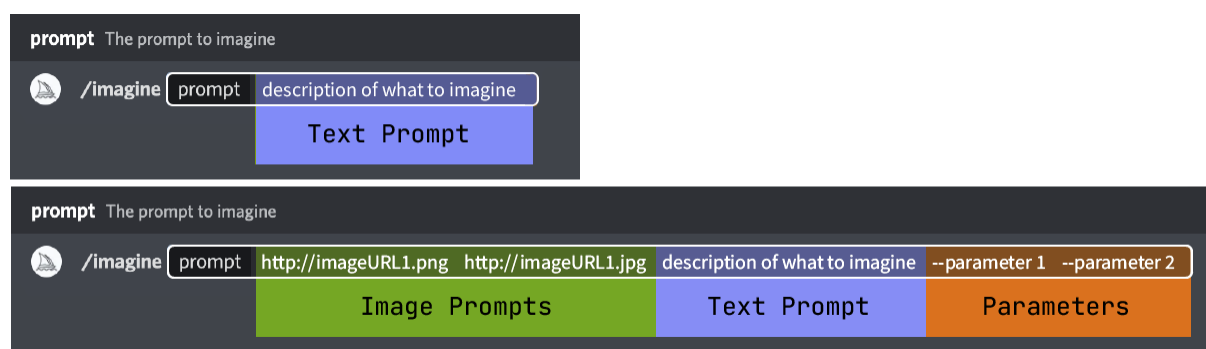 prompt The prompt to imagine
/imagine prompt description of what to imagine
Text Prompt
prompt The prompt to imagine
/imagine prompt http://imageURL1.png http://imageURL1.jpg description of what to imagine --parameter 1 --parameter 2
Image Prompts Text Prompt Parameters